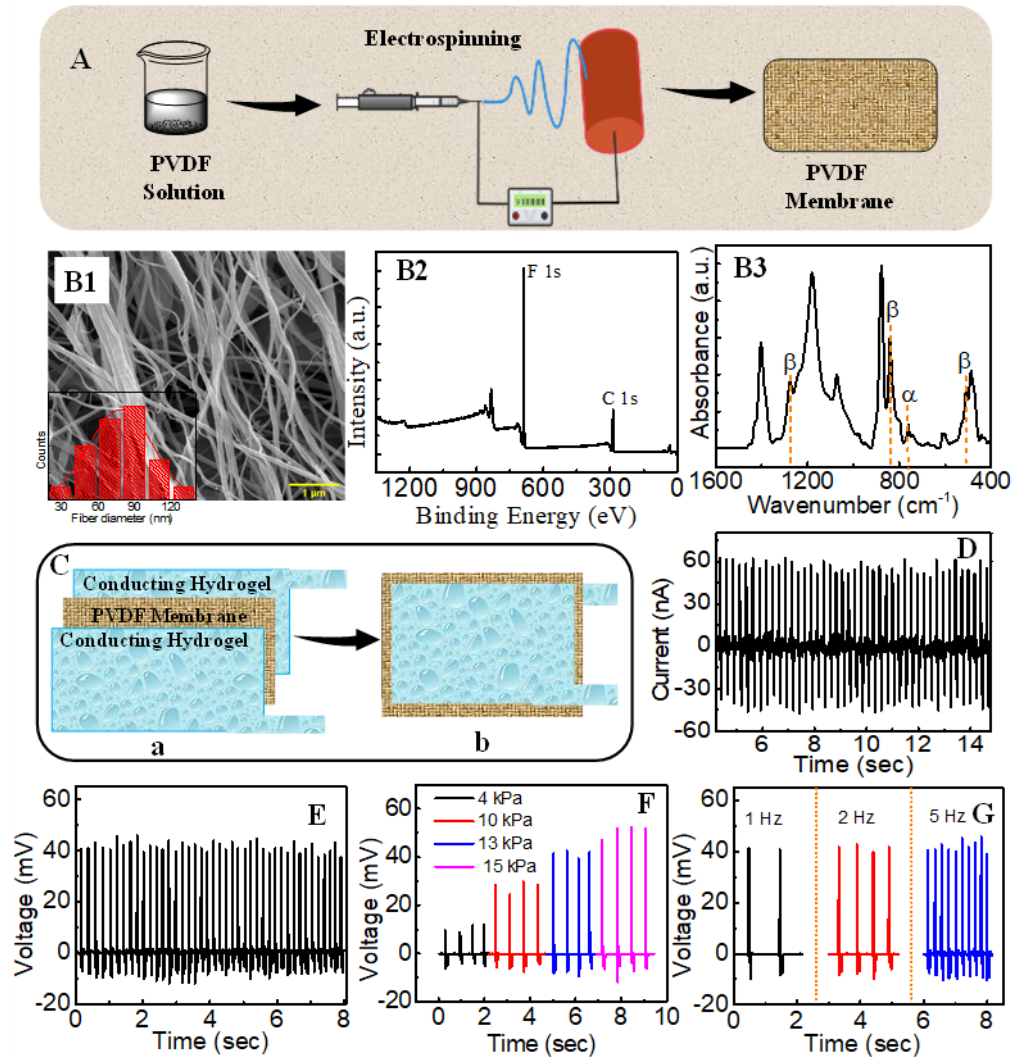 A
Electrospinning
PVDF
Solution
PVDF
Membrane
B1
Counts
30 60 90 120
Fiber diameter (nm)
1 µm
B2
F 1s
C 1s
Intensity (a.u.)
1200 900 600 300 0
Binding Energy (eV)
B3
β
β
α
β
Absorbance (a.u.)
1600 1200 800 400
Wavenumber (cm⁻¹)
C
Conducting Hydrogel
PVDF Membrane
Conducting Hydrogel
a
b
D
Current (nA)
60
30
0
-30
-60
6 8 10 12 14
Time (sec)
E
Voltage (mV)
60
40
20
0
-20
0 2 4 6 8
Time (sec)
F
4 kPa
10 kPa
13 kPa
15 kPa
Voltage (mV)
60
40
20
0
-20
0 2 4 6 8 10
Time (sec)
G
1 Hz
2 Hz
5 Hz
Voltage (mV)
60
40
20
0
-20
0 2 4 6 8
Time (sec)